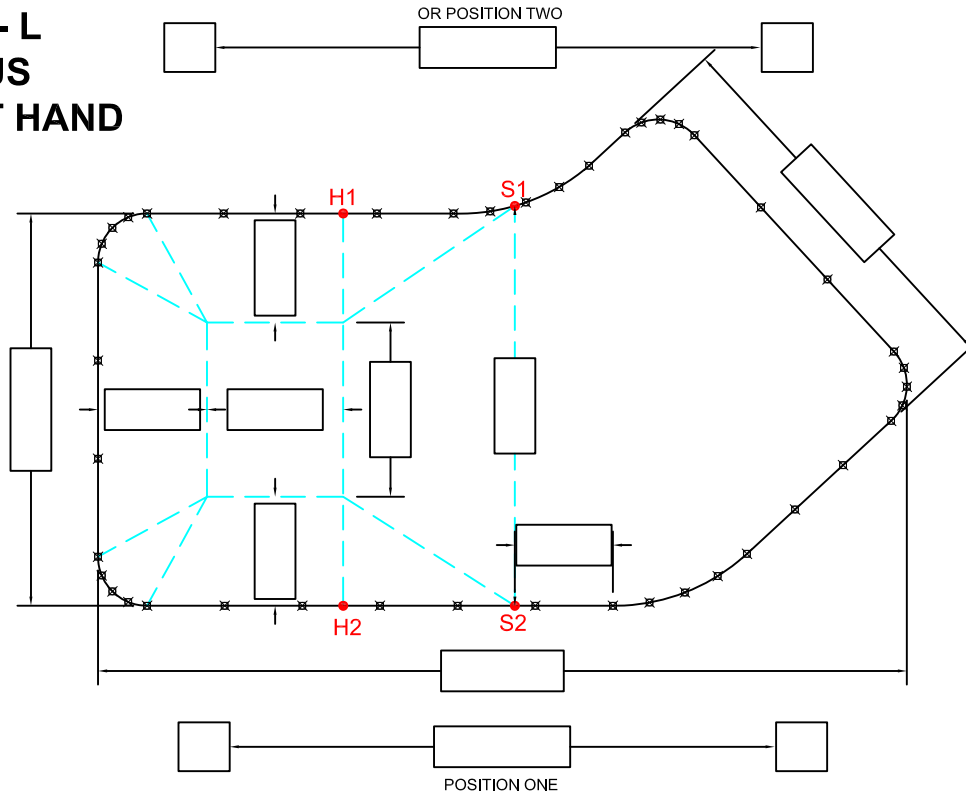 - L
US
T HAND
OR POSITION TWO
H1
S1
H2
S2
POSITION ONE